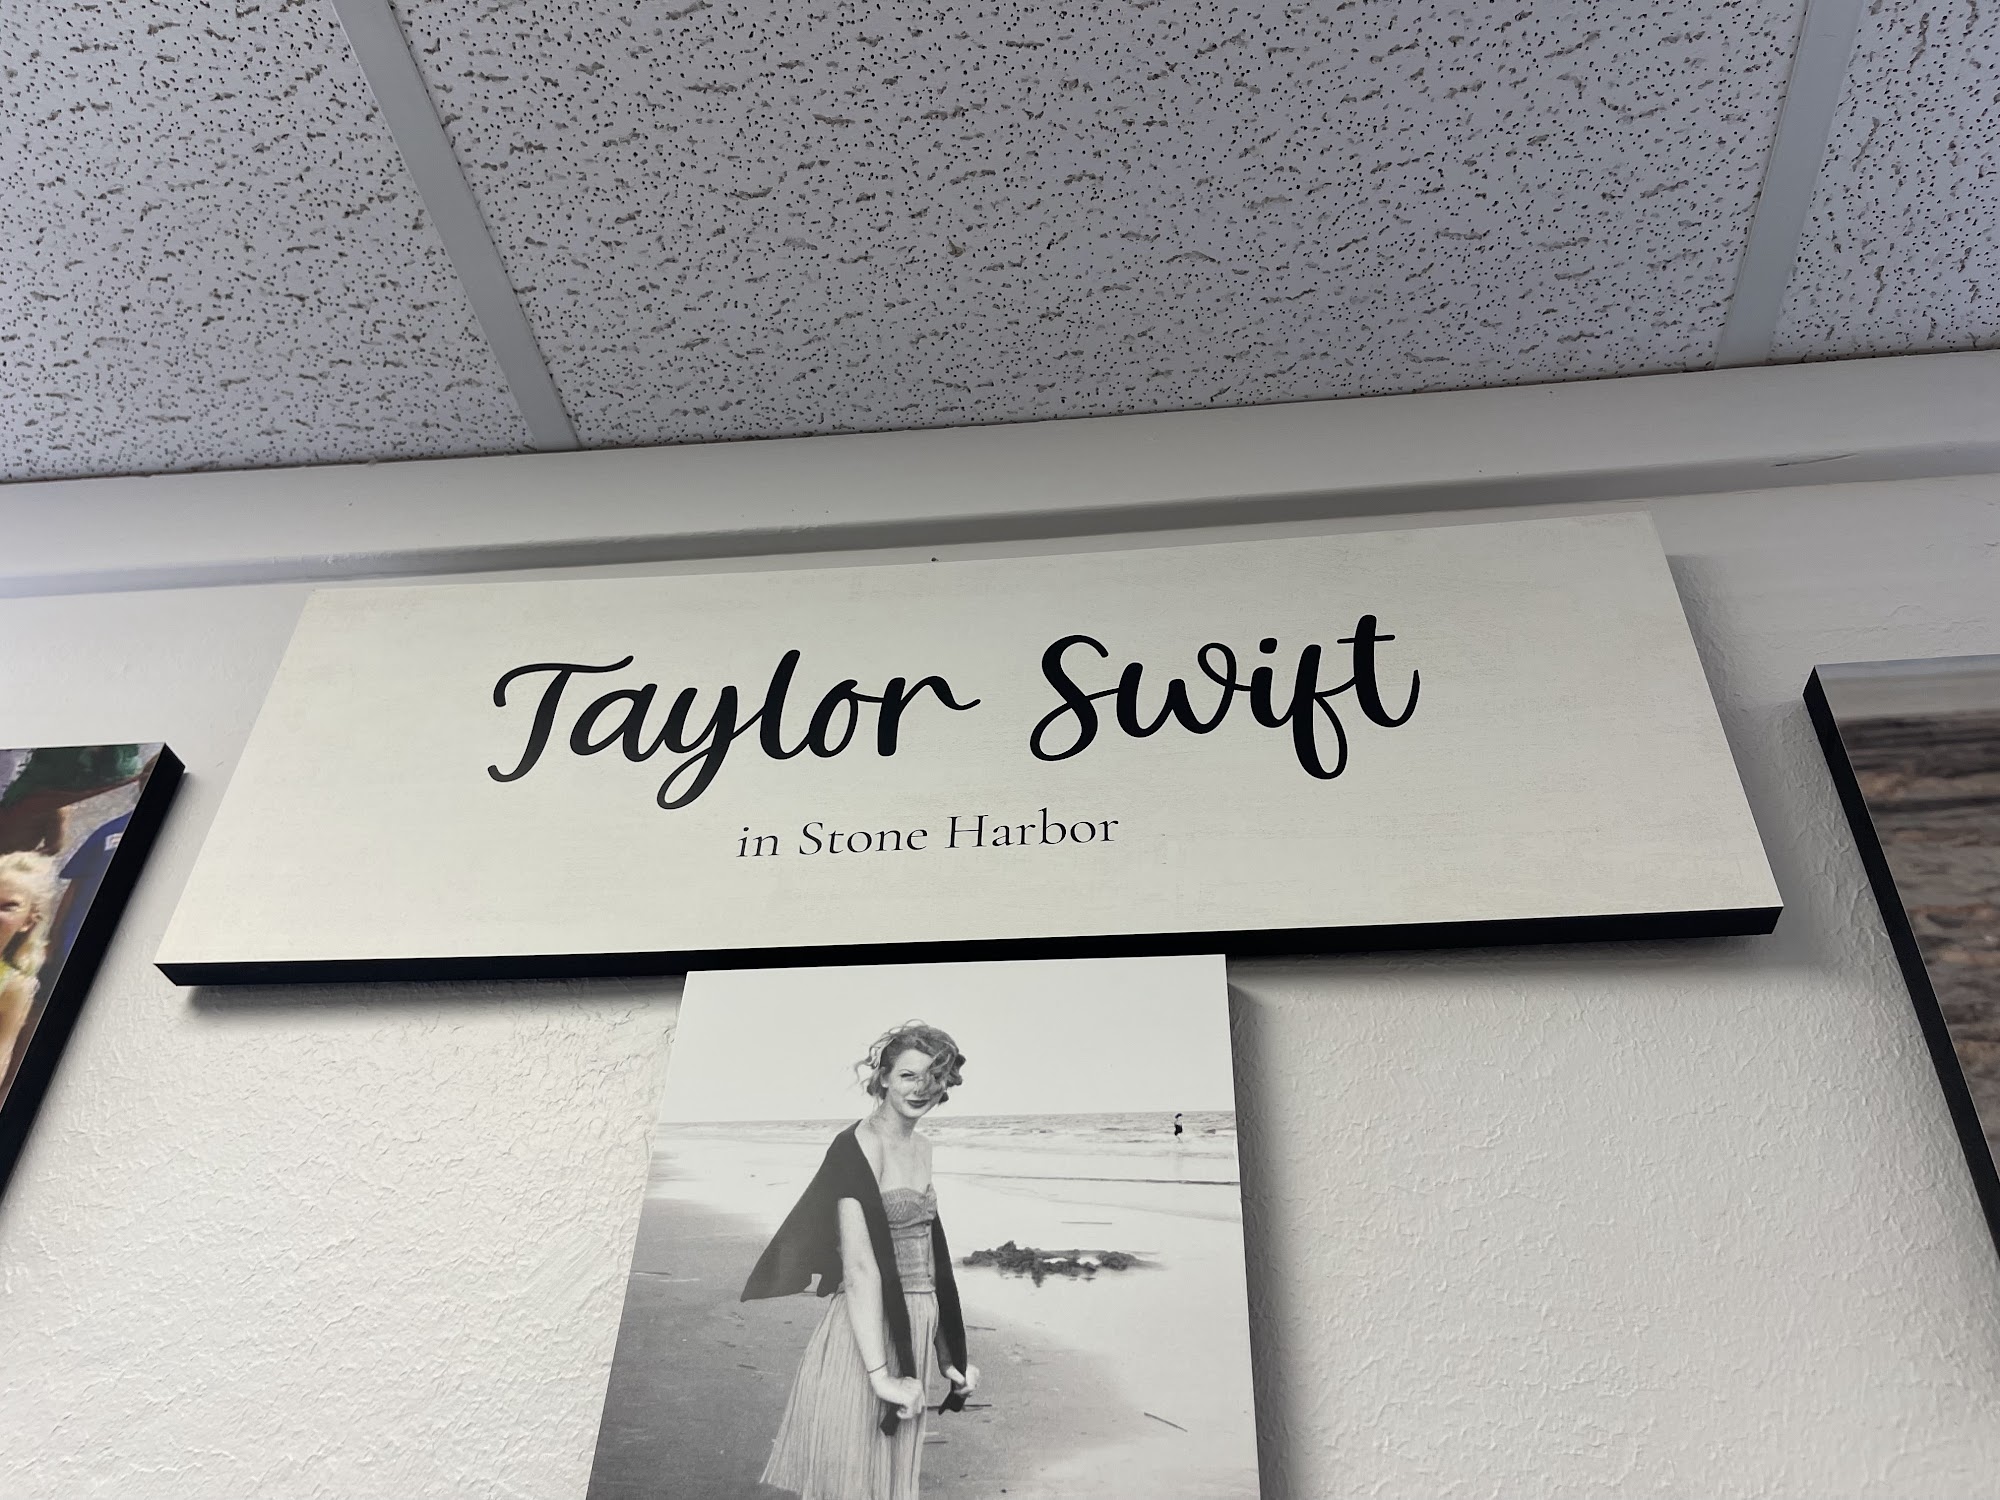 Taylor Swift
in Stone Harbor